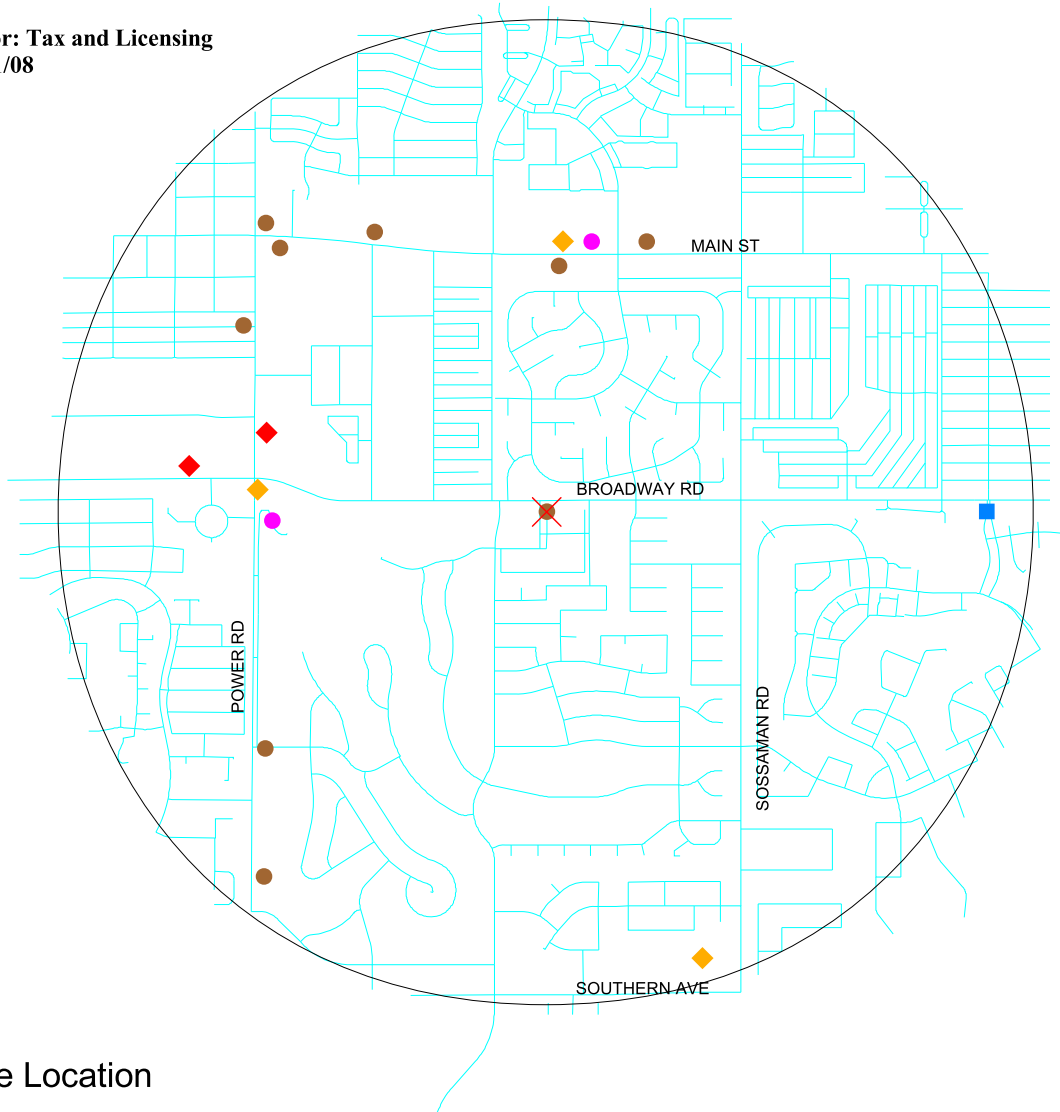 r: Tax and Licensing
/08
MAIN ST
BROADWAY RD
POWER RD
SOSSAMAN RD
SOUTHERN AVE
e Location